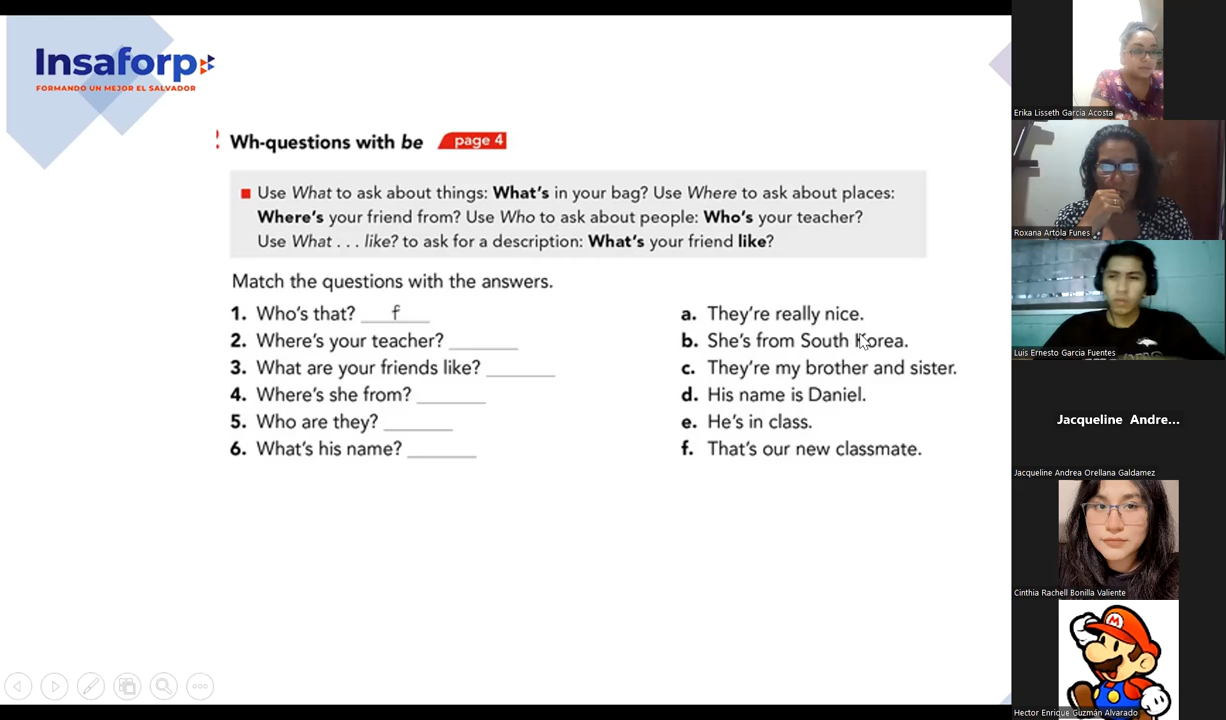 Insaforp
FORMANDO UN MEJOR EL SALVADOR
Wh-questions with be page 4
Use What to ask about things: What's in your bag? Use Where to ask about places:
Where's your friend from? Use Who to ask about people: Who's your teacher?
Use What . . . like? to ask for a description: What's your friend like?
Match the questions with the answers.
1. Who's that? f
2. Where's your teacher?
3. What are your friends like?
4. Where's she from?
5. Who are they?
6. What's his name?
a. They're really nice.
b. She's from South Korea.
c. They're my brother and sister.
d. His name is Daniel.
e. He's in class.
f. That's our new classmate.
Erika Lisseth Garcia Acosta
Roxana Artola Funes
Luis Ernesto Garcia Fuentes
Jacqueline Andre...
Jacqueline Andrea Orellana Galdamez
Cinthia Rachell Bonilla Valiente
M
Hector Enrique Guzmán Alvarado